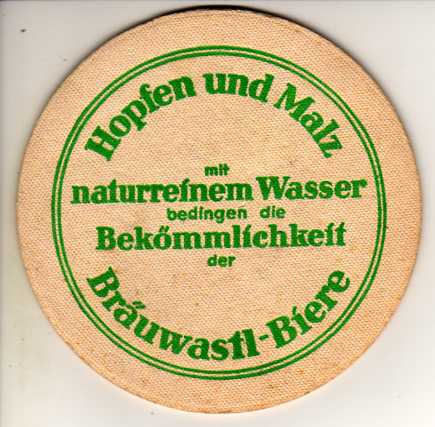 Hopfen und Malz
mit
naturreinem Wasser
bedingen die
Bekömmlichkeit
der
Bräuwastl-Biere